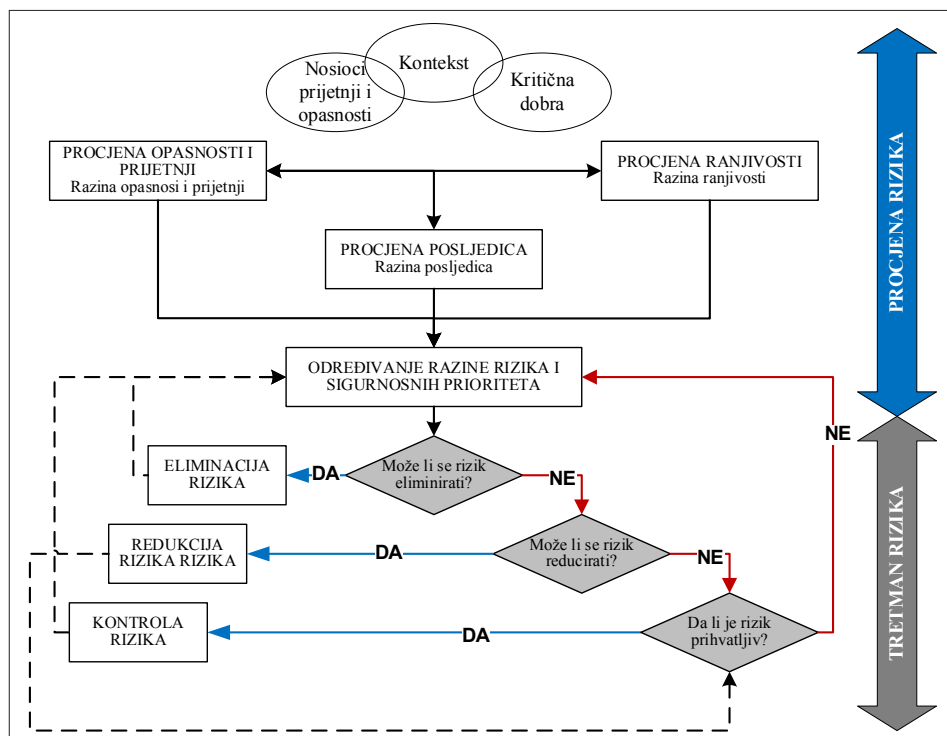 Kontekst
Nosioci
prijetnji i
opasnosti
Kritična
dobra
PROCJENA OPASNOSTI I
PRIJETNJI
Razina opasnosi i prijetnji
PROCJENA RANJIVOSTI
Razina ranjivosti
PROCJENA POSLJEDICA
Razina posljedica
PROCJENA RIZIKA
ODREĐIVANJE RAZINE RIZIKA I
SIGURNOSNIH PRIORITETA
NE
ELIMINACIJA
RIZIKA
DA
Može li se rizik
eliminirati?
NE
REDUKCIJA
RIZIKA RIZIKA
DA
Može li se rizik
reducirati?
NE
KONTROLA
RIZIKA
DA
Da li je rizik
prihvatljiv?
TRETMAN RIZIKA